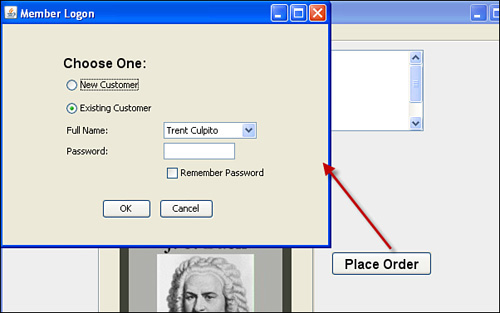 Member Logon
Choose One:
New Customer
Existing Customer
Full Name:
Trent Culpito
Password:
Remember Password
OK
Cancel
Place Order